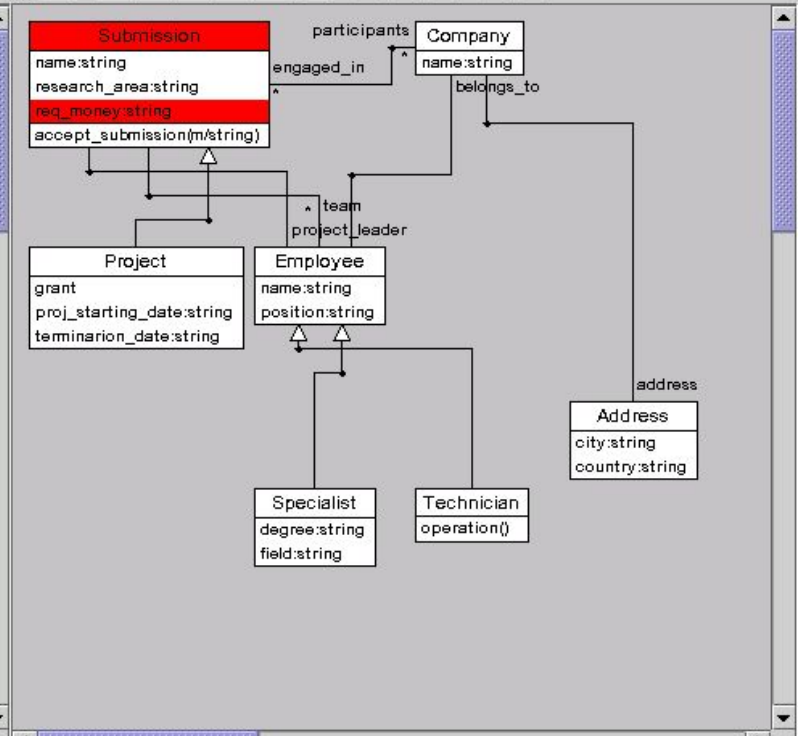 Submission
name:string
research_area:string
req_money:string
accept_submission(m/string)
participants
*
engaged_in
*
Company
name:string
belongs_to
* team
project_leader
Project
grant
proj_starting_date:string
terminarion_date:string
Employee
name:string
position:string
address
Address
city:string
country:string
Specialist
degree:string
field:string
Technician
operation()